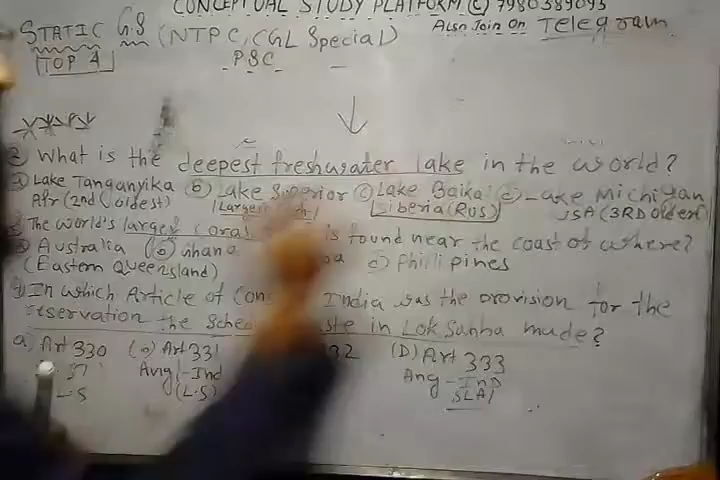 CONCEPTUAL STUDY PLATFORM (C) 7980389095
STATIC GS (NTPC, CGL Special) Also Join On Telegram
TOP 4 PSC
2) What is the deepest freshwater lake in the world?
a) Lake Tanganyika (b) Lake Superior (c) Lake Baikal Lake Michigan
Afr (2nd oldest) Largest Siberia (RUS) USA (3RD oldest)
The world's largest coral is found near the coast of where?
a) Australia (b) Ghana c) Phillipines
(Eastern Queensland)
In which Article of India was the provision for the
reservation the Sche in Lok Sabha made?
a) Art 330 (b) Art 331 (D) Art 333
Ang-Ind Ang-Ind
L.S (L.S) SLA